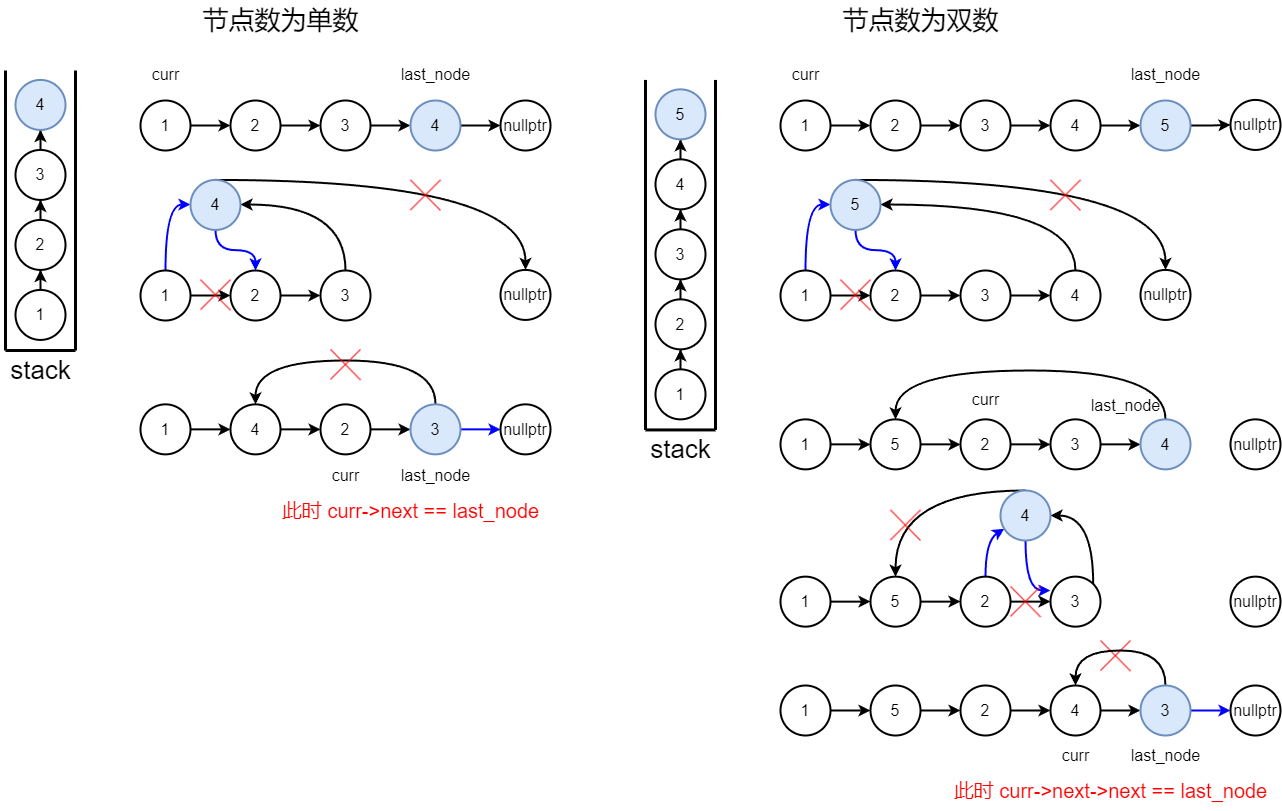 节点数为单数
curr
last_node
4
3
2
1
stack
1
2
3
4
nullptr
4
1
2
3
nullptr
1
4
2
3
nullptr
curr
last_node
此时 curr->next == last_node
节点数为双数
curr
last_node
5
4
3
2
1
stack
1
2
3
4
5
nullptr
5
1
2
3
4
nullptr
curr
last_node
1
5
2
3
4
nullptr
4
1
5
2
3
nullptr
1
5
2
4
3
nullptr
curr
last_node
此时 curr->next->next == last_node